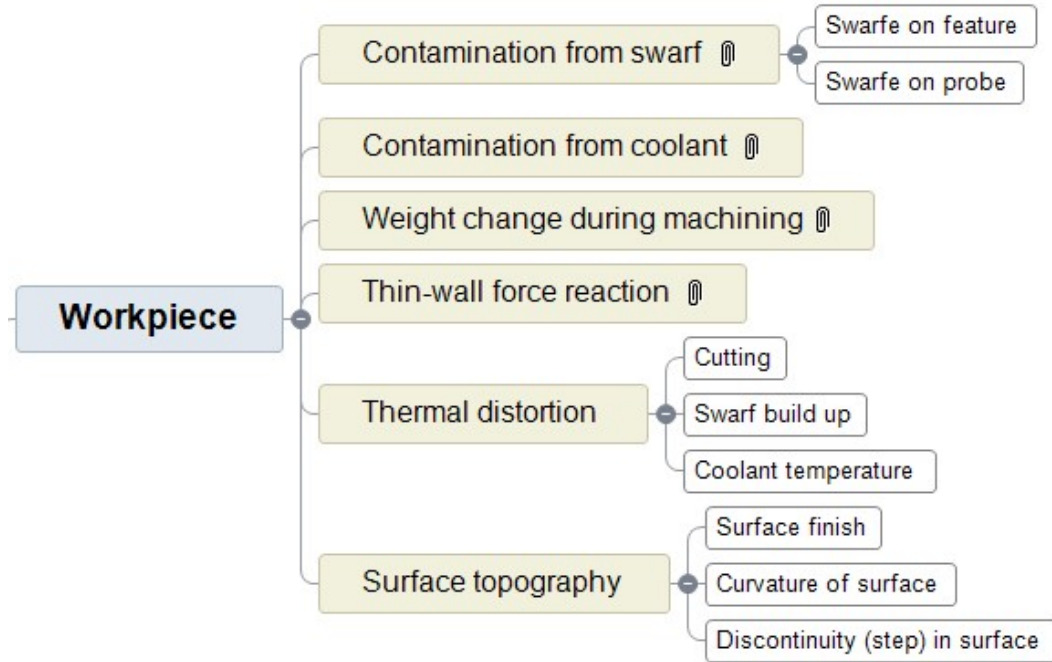 Workpiece
Contamination from swarf
Swarfe on feature
Swarfe on probe
Contamination from coolant
Weight change during machining
Thin-wall force reaction
Thermal distortion
Cutting
Swarf build up
Coolant temperature
Surface topography
Surface finish
Curvature of surface
Discontinuity (step) in surface